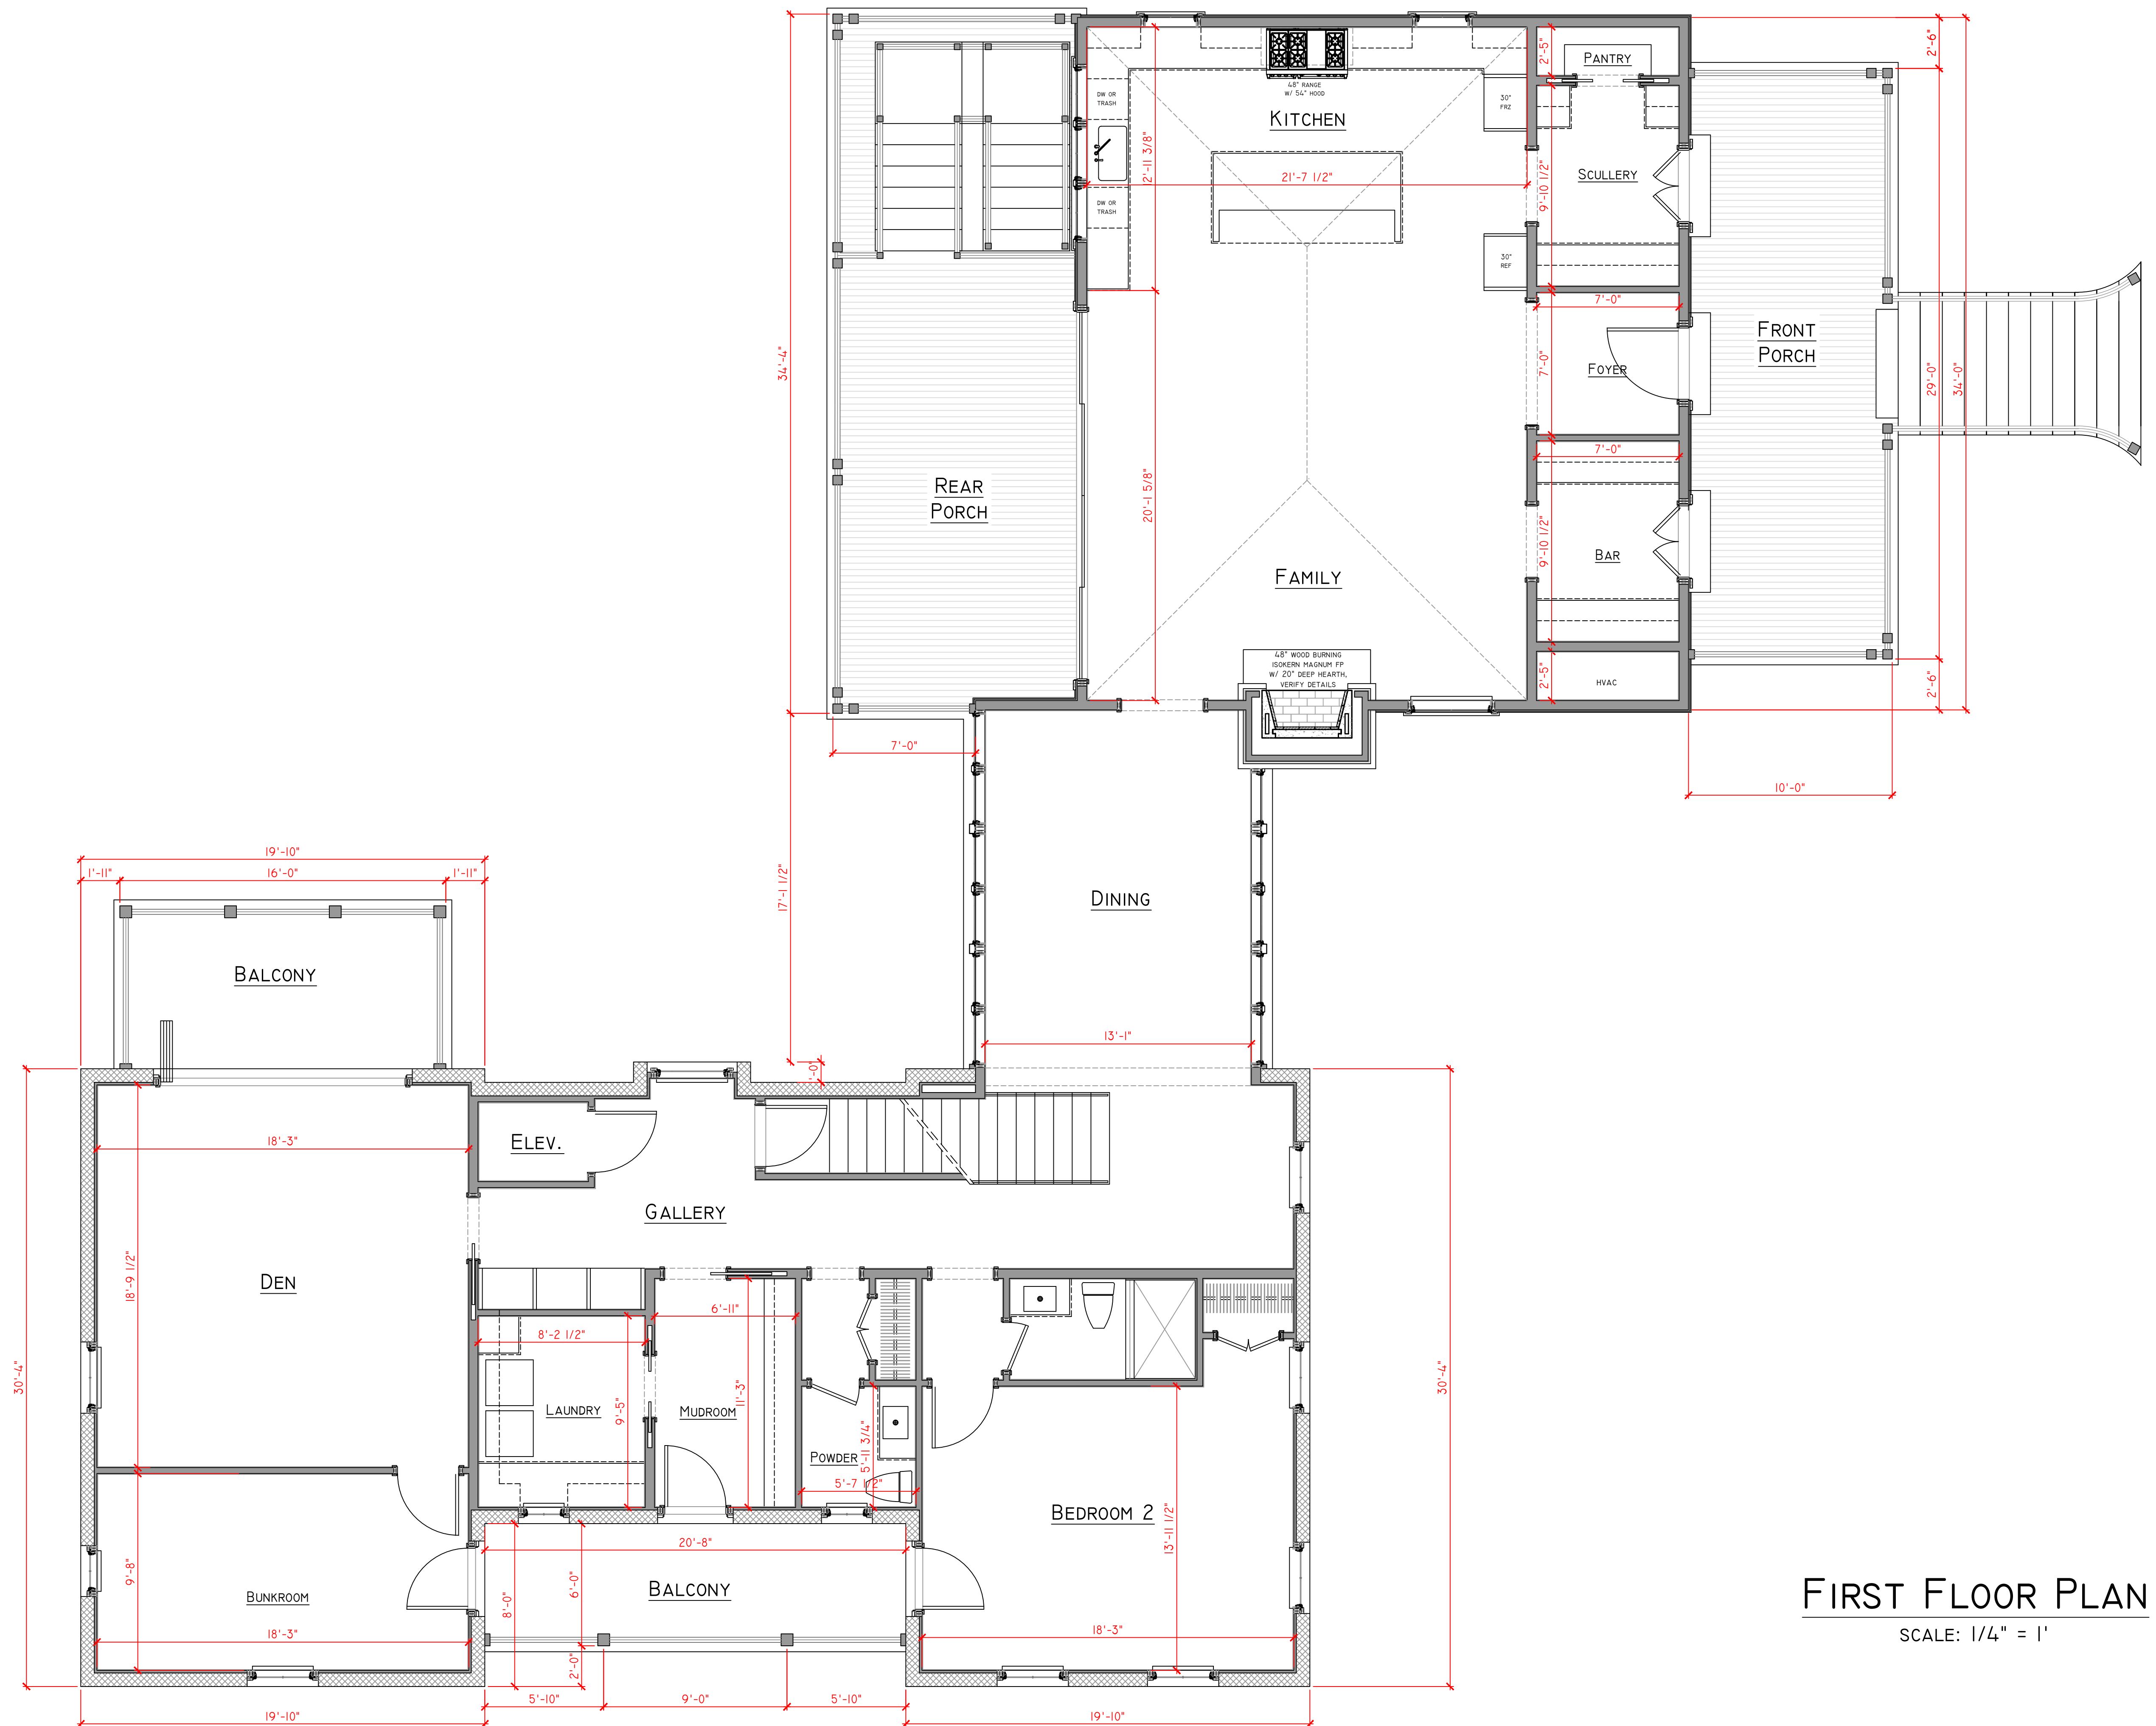 2'-6"
2'-5"
PANTRY
48" RANGE
W/ 54" HOOD
DW OR
TRASH
30"
FRZ
KITCHEN
12'-11 3/8"
21'-7 1/2"
9'-10 1/2"
SCULLERY
DW OR
TRASH
30"
REF
7'-0"
34'-4"
7'-0"
FOYER
FRONT
PORCH
29'-0"
34'-0"
7'-0"
REAR
PORCH
20'-1 5/8"
9'-10 1/2"
BAR
FAMILY
48" WOOD BURNING
ISOKERN MAGNUM FP
W/ 20" DEEP HEARTH,
VERIFY DETAILS
2'-5"
HVAC
2'-6"
7'-0"
10'-0"
19'-10"
1'-11"
16'-0"
1'-11"
17'-1 1/2"
DINING
BALCONY
13'-1"
'-0"
18'-3"
ELEV.
GALLERY
18'-9 1/2"
DEN
6'-11"
8'-2 1/2"
30'-4"
30'-4"
11'-3"
9'-5"
LAUNDRY
MUDROOM
5'-11 3/4"
POWDER
5'-7 1/2"
BEDROOM 2
13'-11 1/2"
20'-8"
9'-8"
BUNKROOM
8'-0"
6'-0"
BALCONY
18'-3"
18'-3"
2'-0"
5'-10"
9'-0"
5'-10"
19'-10"
19'-10"
FIRST FLOOR PLAN
SCALE: 1/4" = 1'